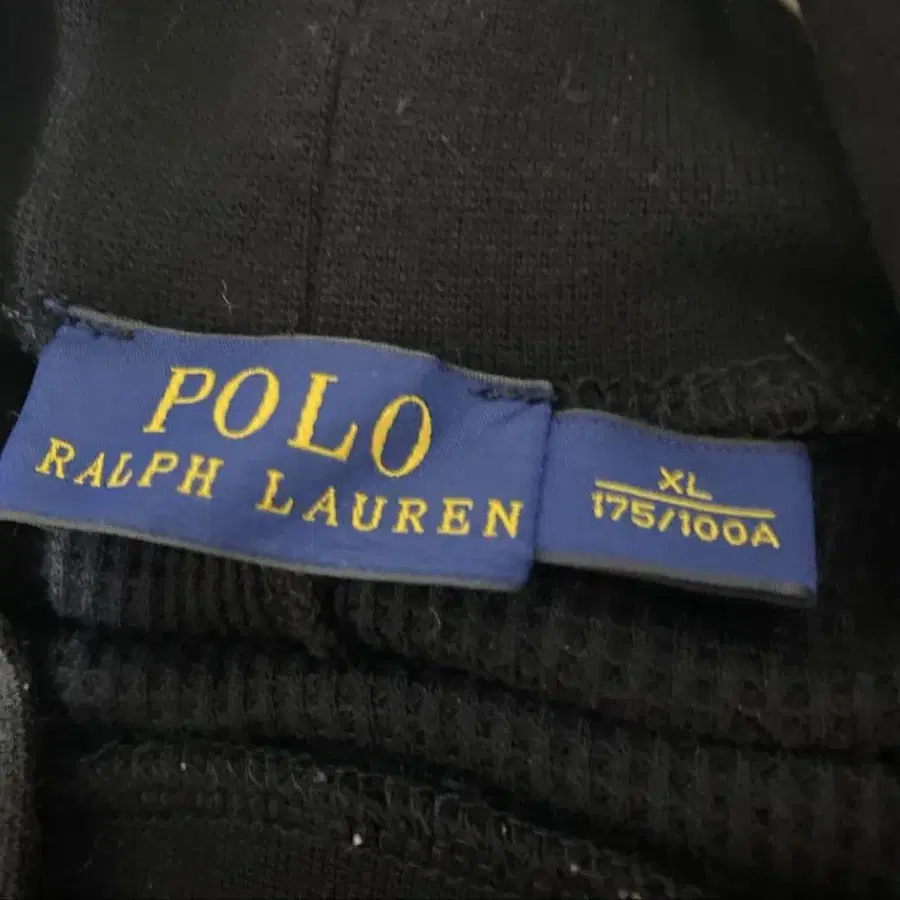 POLO
RALPH LAUREN
XL
175/100A